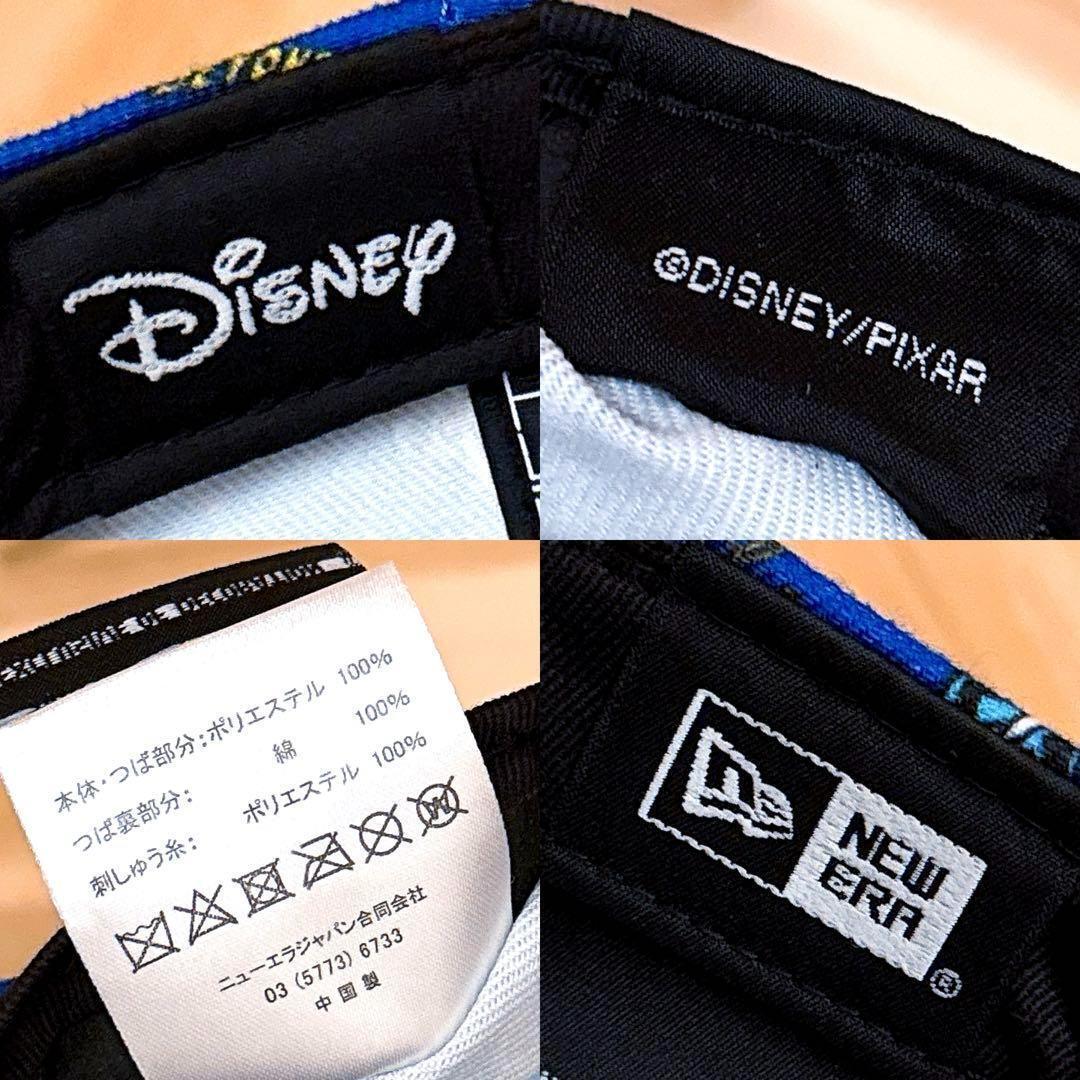 Disney
©DISNEY/PIXAR
本体・つば部分:ポリエステル 100%
つば裏部分: 綿 100%
刺しゅう糸: ポリエステル 100%
ニューエラジャパン合同会社
03 (5773) 6733
中国製
NEW
ERA
®